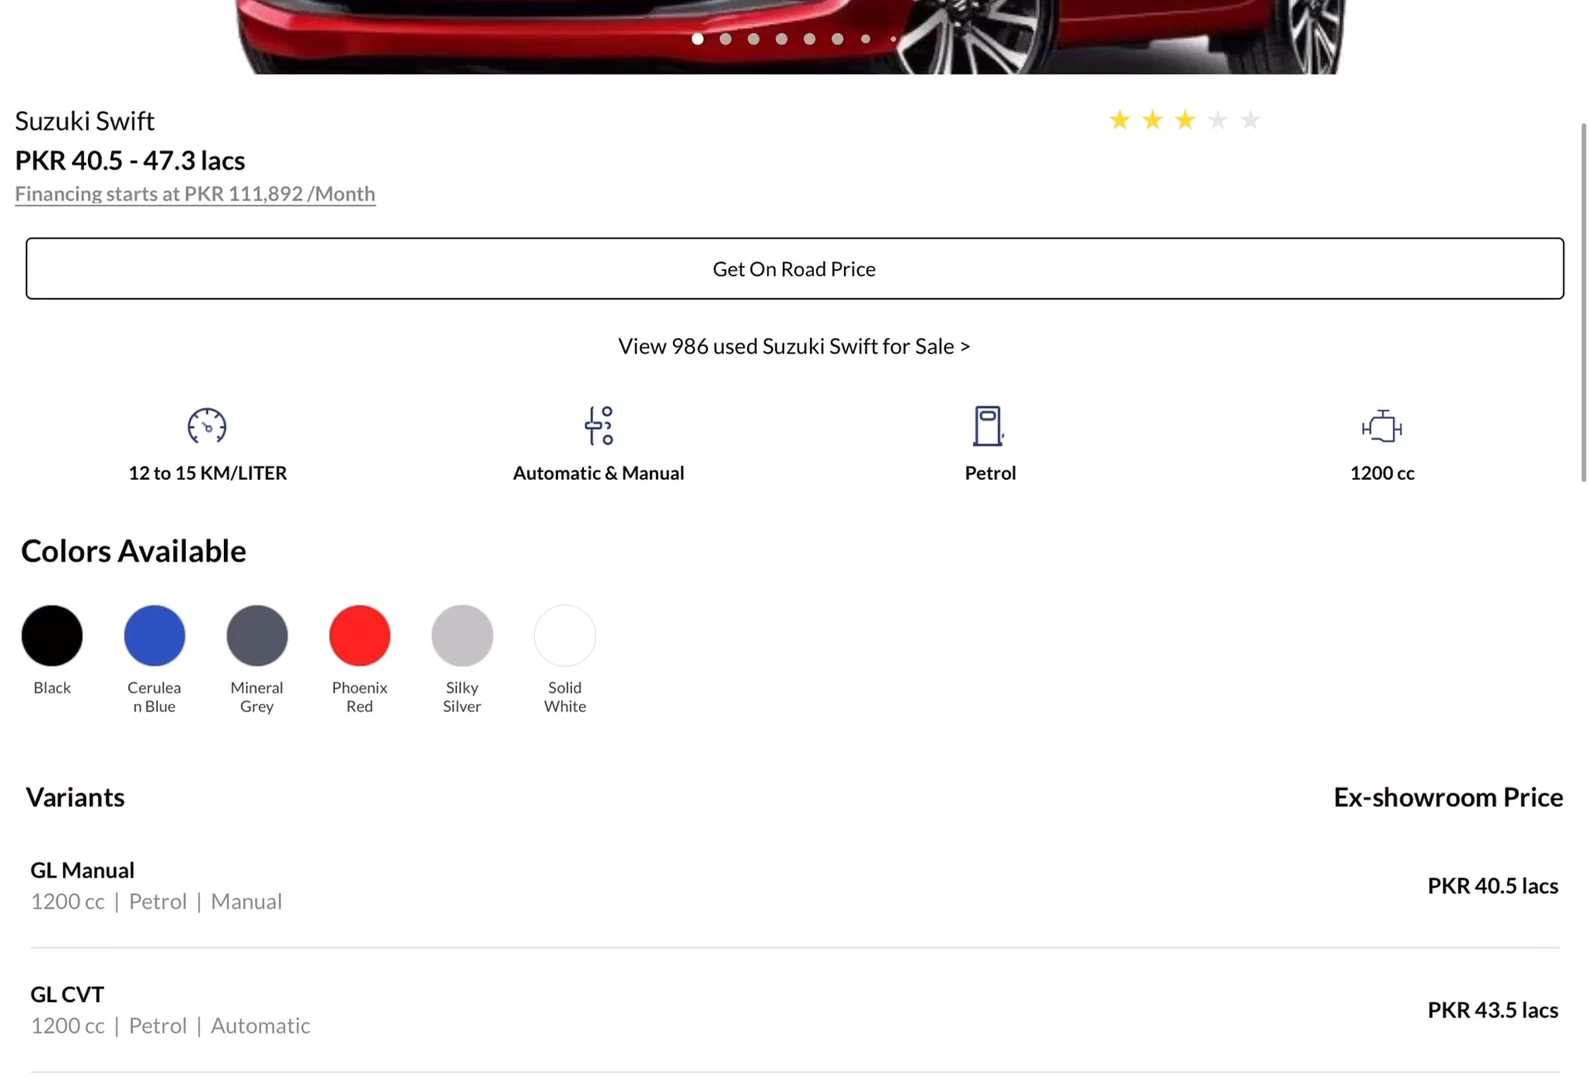 Suzuki Swift
PKR 40.5 - 47.3 lacs
Financing starts at PKR 111,892 /Month
Get On Road Price
View 986 used Suzuki Swift for Sale >
12 to 15 KM/LITER
Automatic & Manual
Petrol
1200 cc
Colors Available
Black
Cerulea
n Blue
Mineral
Grey
Phoenix
Red
Silky
Silver
Solid
White
Variants
Ex-showroom Price
GL Manual
1200 cc | Petrol | Manual
PKR 40.5 lacs
GL CVT
1200 cc | Petrol | Automatic
PKR 43.5 lacs